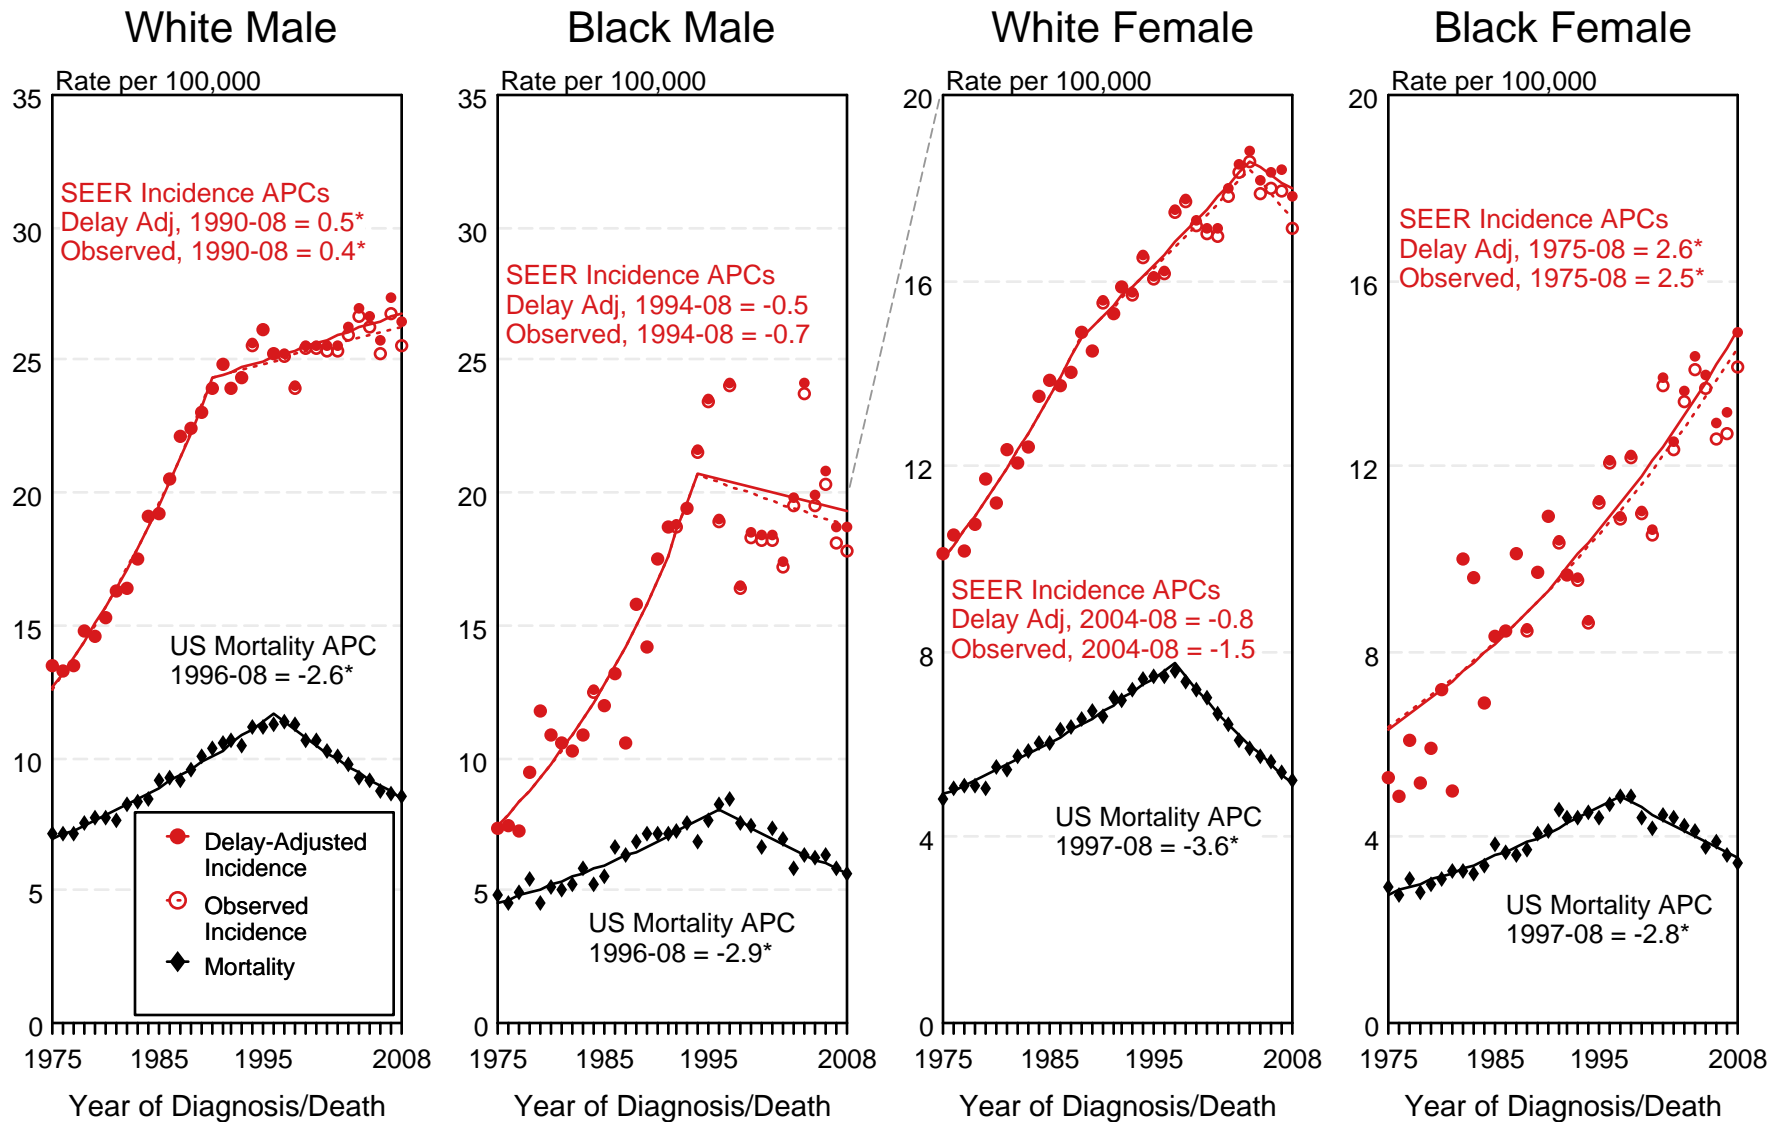 White Male
Rate per 100,000
35
30
25
20
15
10
5
0
SEER Incidence APCs
Delay Adj, 1990-08 = 0.5*
Observed, 1990-08 = 0.4*
US Mortality APC
1996-08 = -2.6*
Delay-Adjusted
Incidence
Observed
Incidence
Mortality
1975
1985
1995
2008
Year of Diagnosis/Death
Black Male
Rate per 100,000
35
30
25
20
15
10
5
0
SEER Incidence APCs
Delay Adj, 1994-08 = -0.5
Observed, 1994-08 = -0.7
US Mortality APC
1996-08 = -2.9*
1975
1985
1995
2008
Year of Diagnosis/Death
White Female
Rate per 100,000
20
16
12
8
4
0
SEER Incidence APCs
Delay Adj, 2004-08 = -0.8
Observed, 2004-08 = -1.5
US Mortality APC
1997-08 = -3.6*
1975
1985
1995
2008
Year of Diagnosis/Death
Black Female
Rate per 100,000
20
16
12
8
4
0
SEER Incidence APCs
Delay Adj, 1975-08 = 2.6*
Observed, 1975-08 = 2.5*
US Mortality APC
1997-08 = -2.8*
1975
1985
1995
2008
Year of Diagnosis/Death